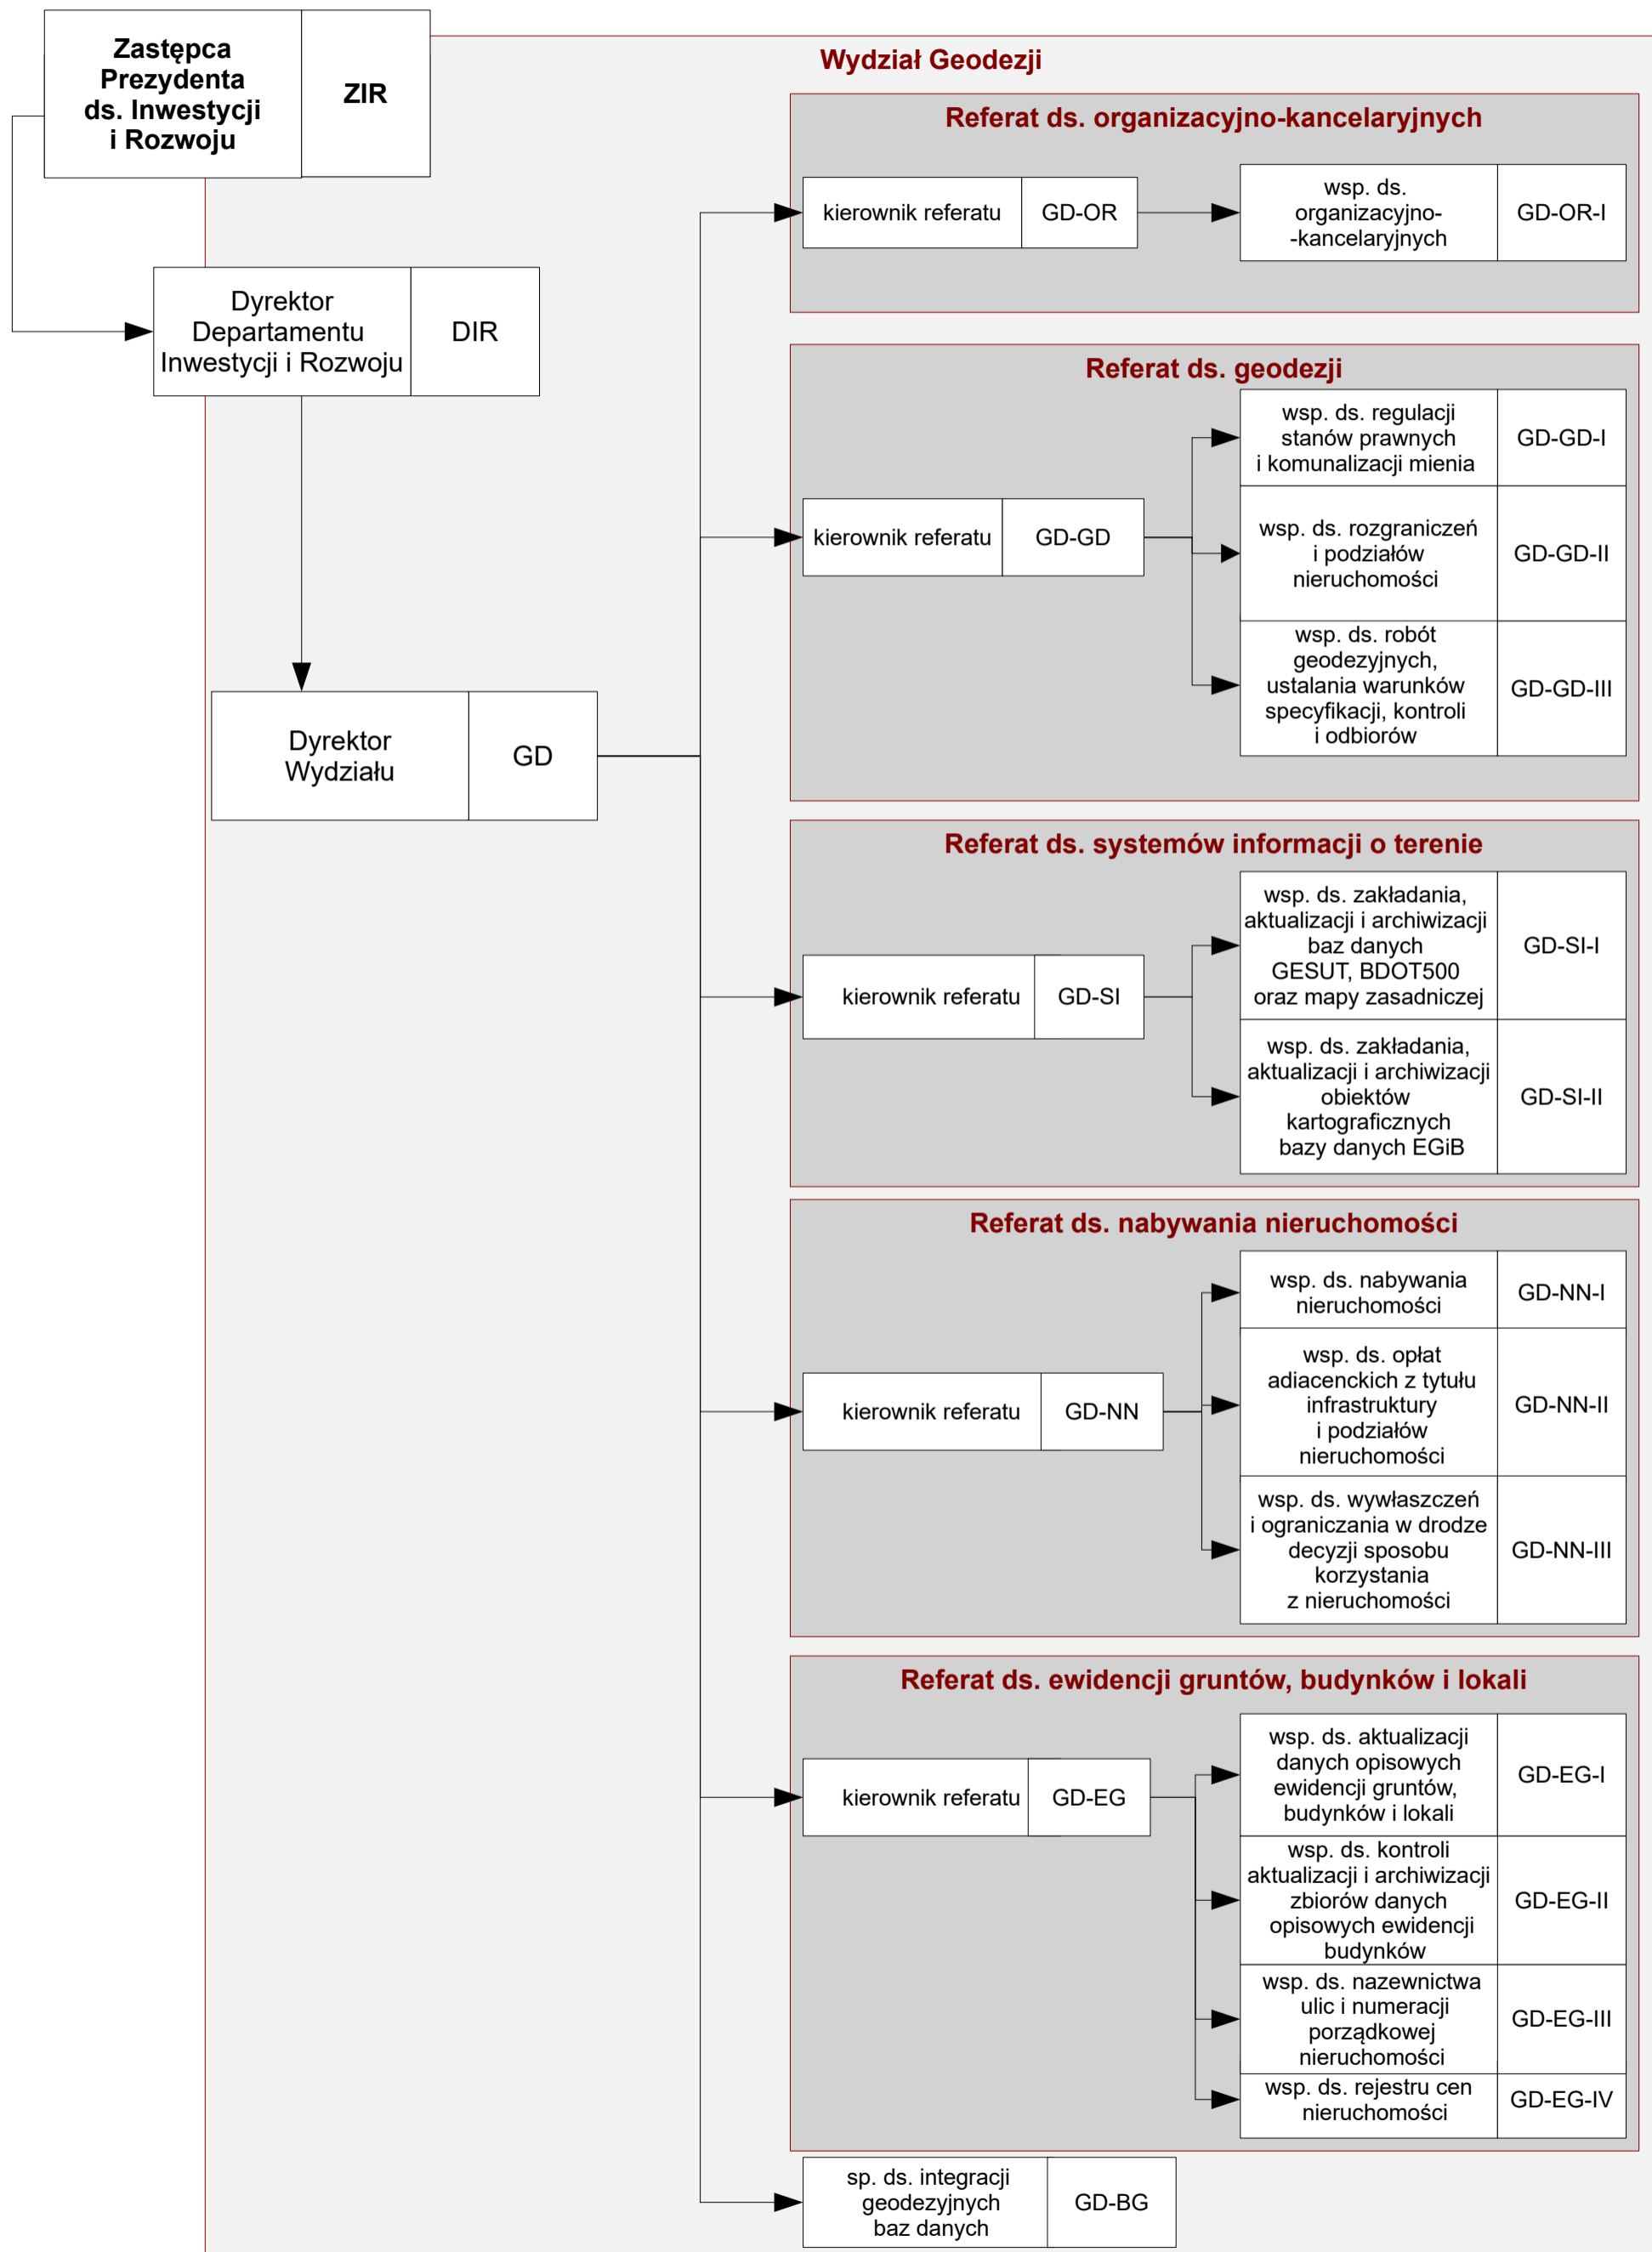 Zastępca
Prezydenta
ds. Inwestycji
i Rozwoju
ZIR
Dyrektor
Departamentu
Inwestycji i Rozwoju
DIR
Dyrektor
Wydziału
GD
Wydział Geodezji
Referat ds. organizacyjno-kancelaryjnych
kierownik referatu
GD-OR
wsp. ds.
organizacyjno-
-kancelaryjnych
GD-OR-I
Referat ds. geodezji
kierownik referatu
GD-GD
wsp. ds. regulacji
stanów prawnych
i komunalizacji mienia
GD-GD-I
wsp. ds. rozgraniczeń
i podziałów
nieruchomości
GD-GD-II
wsp. ds. robót
geodezyjnych,
ustalania warunków
specyfikacji, kontroli
i odbiorów
GD-GD-III
Referat ds. systemów informacji o terenie
kierownik referatu
GD-SI
wsp. ds. zakładania,
aktualizacji i archiwizacji
baz danych
GESUT, BDOT500
oraz mapy zasadniczej
GD-SI-I
wsp. ds. zakładania,
aktualizacji i archiwizacji
obiektów
kartograficznych
bazy danych EGiB
GD-SI-II
Referat ds. nabywania nieruchomości
kierownik referatu
GD-NN
wsp. ds. nabywania
nieruchomości
GD-NN-I
wsp. ds. opłat
adiacenckich z tytułu
infrastruktury
i podziałów
nieruchomości
GD-NN-II
wsp. ds. wywłaszczeń
i ograniczania w drodze
decyzji sposobu
korzystania
z nieruchomości
GD-NN-III
Referat ds. ewidencji gruntów, budynków i lokali
kierownik referatu
GD-EG
wsp. ds. aktualizacji
danych opisowych
ewidencji gruntów,
budynków i lokali
GD-EG-I
wsp. ds. kontroli
aktualizacji i archiwizacji
zbiorów danych
opisowych ewidencji
budynków
GD-EG-II
wsp. ds. nazewnictwa
ulic i numeracji
porządkowej
nieruchomości
GD-EG-III
wsp. ds. rejestru cen
nieruchomości
GD-EG-IV
sp. ds. integracji
geodezyjnych
baz danych
GD-BG